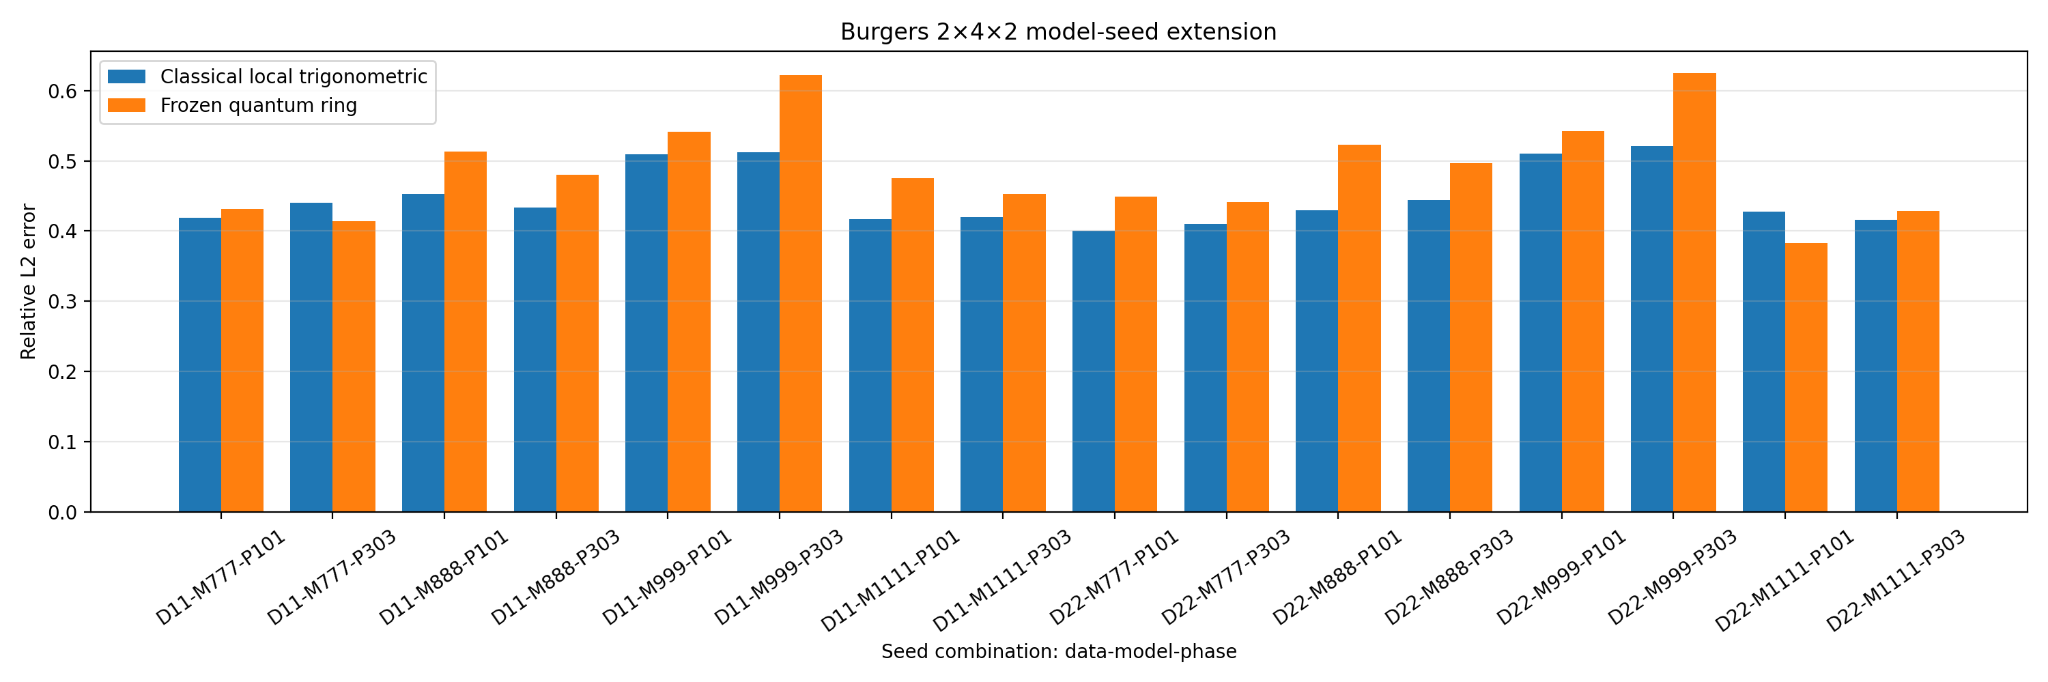 Burgers 2×4×2 model-seed extension
Classical local trigonometric
Frozen quantum ring
Relative L2 error
0.6
0.5
0.4
0.3
0.2
0.1
0.0
D11-M777-P101
D11-M777-P303
D11-M888-P101
D11-M888-P303
D11-M999-P101
D11-M999-P303
D11-M1111-P101
D11-M1111-P303
D22-M777-P101
D22-M777-P303
D22-M888-P101
D22-M888-P303
D22-M999-P101
D22-M999-P303
D22-M1111-P101
D22-M1111-P303
Seed combination: data-model-phase